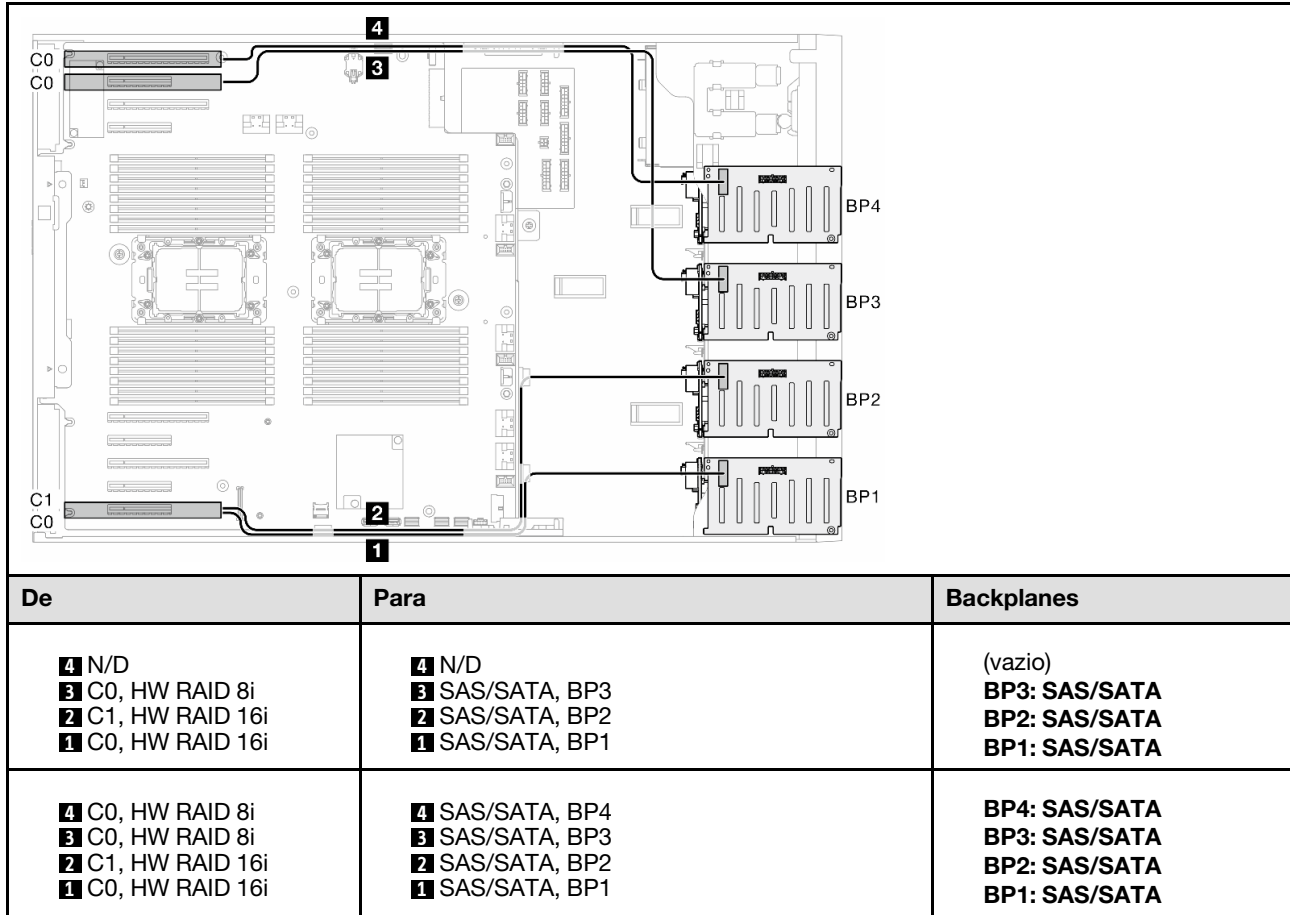 4
C0
3
C0
BP4
BP3
BP2
C1
2
BP1
C0
1
De Para Backplanes
4 N/D 4 N/D (vazio)
3 C0, HW RAID 8i 3 SAS/SATA, BP3 BP3: SAS/SATA
2 C1, HW RAID 16i 2 SAS/SATA, BP2 BP2: SAS/SATA
1 C0, HW RAID 16i 1 SAS/SATA, BP1 BP1: SAS/SATA
4 C0, HW RAID 8i 4 SAS/SATA, BP4 BP4: SAS/SATA
3 C0, HW RAID 8i 3 SAS/SATA, BP3 BP3: SAS/SATA
2 C1, HW RAID 16i 2 SAS/SATA, BP2 BP2: SAS/SATA
1 C0, HW RAID 16i 1 SAS/SATA, BP1 BP1: SAS/SATA